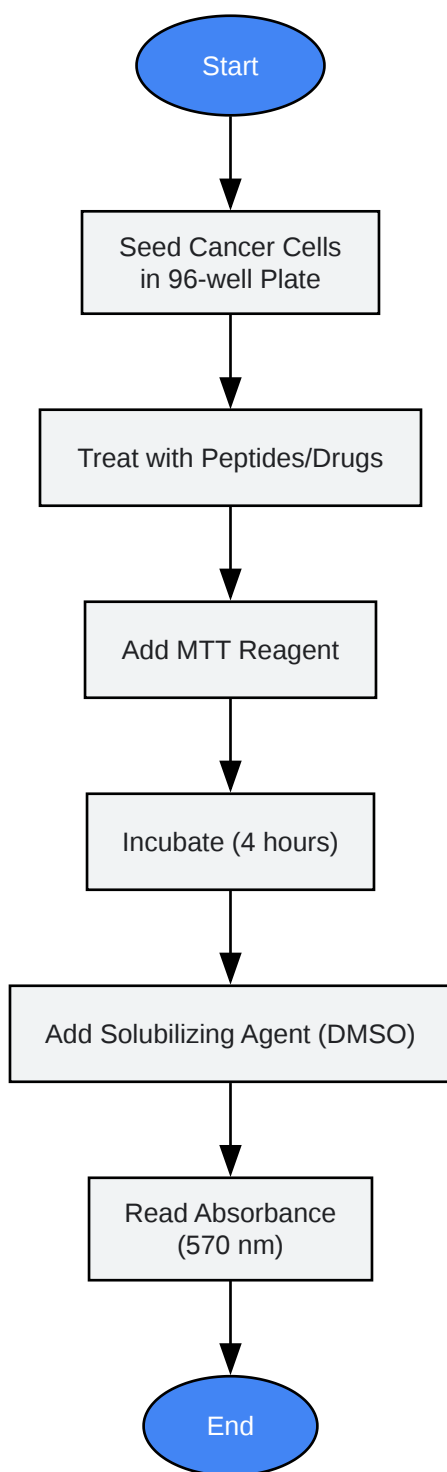 Start
Seed Cancer Cells
in 96-well Plate
Treat with Peptides/Drugs
Add MTT Reagent
Incubate (4 hours)
Add Solubilizing Agent (DMSO)
Read Absorbance
(570 nm)
End